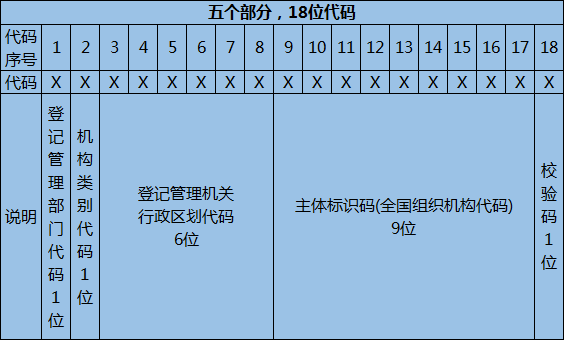 五个部分，18位代码
代码序号 1 2 3 4 5 6 7 8 9 10 11 12 13 14 15 16 17 18
代码 X X X X X X X X X X X X X X X X X X
说明
登记管理部门代码1位
机构类别代码1位
登记管理机关
行政区划代码
6位
主体标识码(全国组织机构代码)
9位
校验码1位